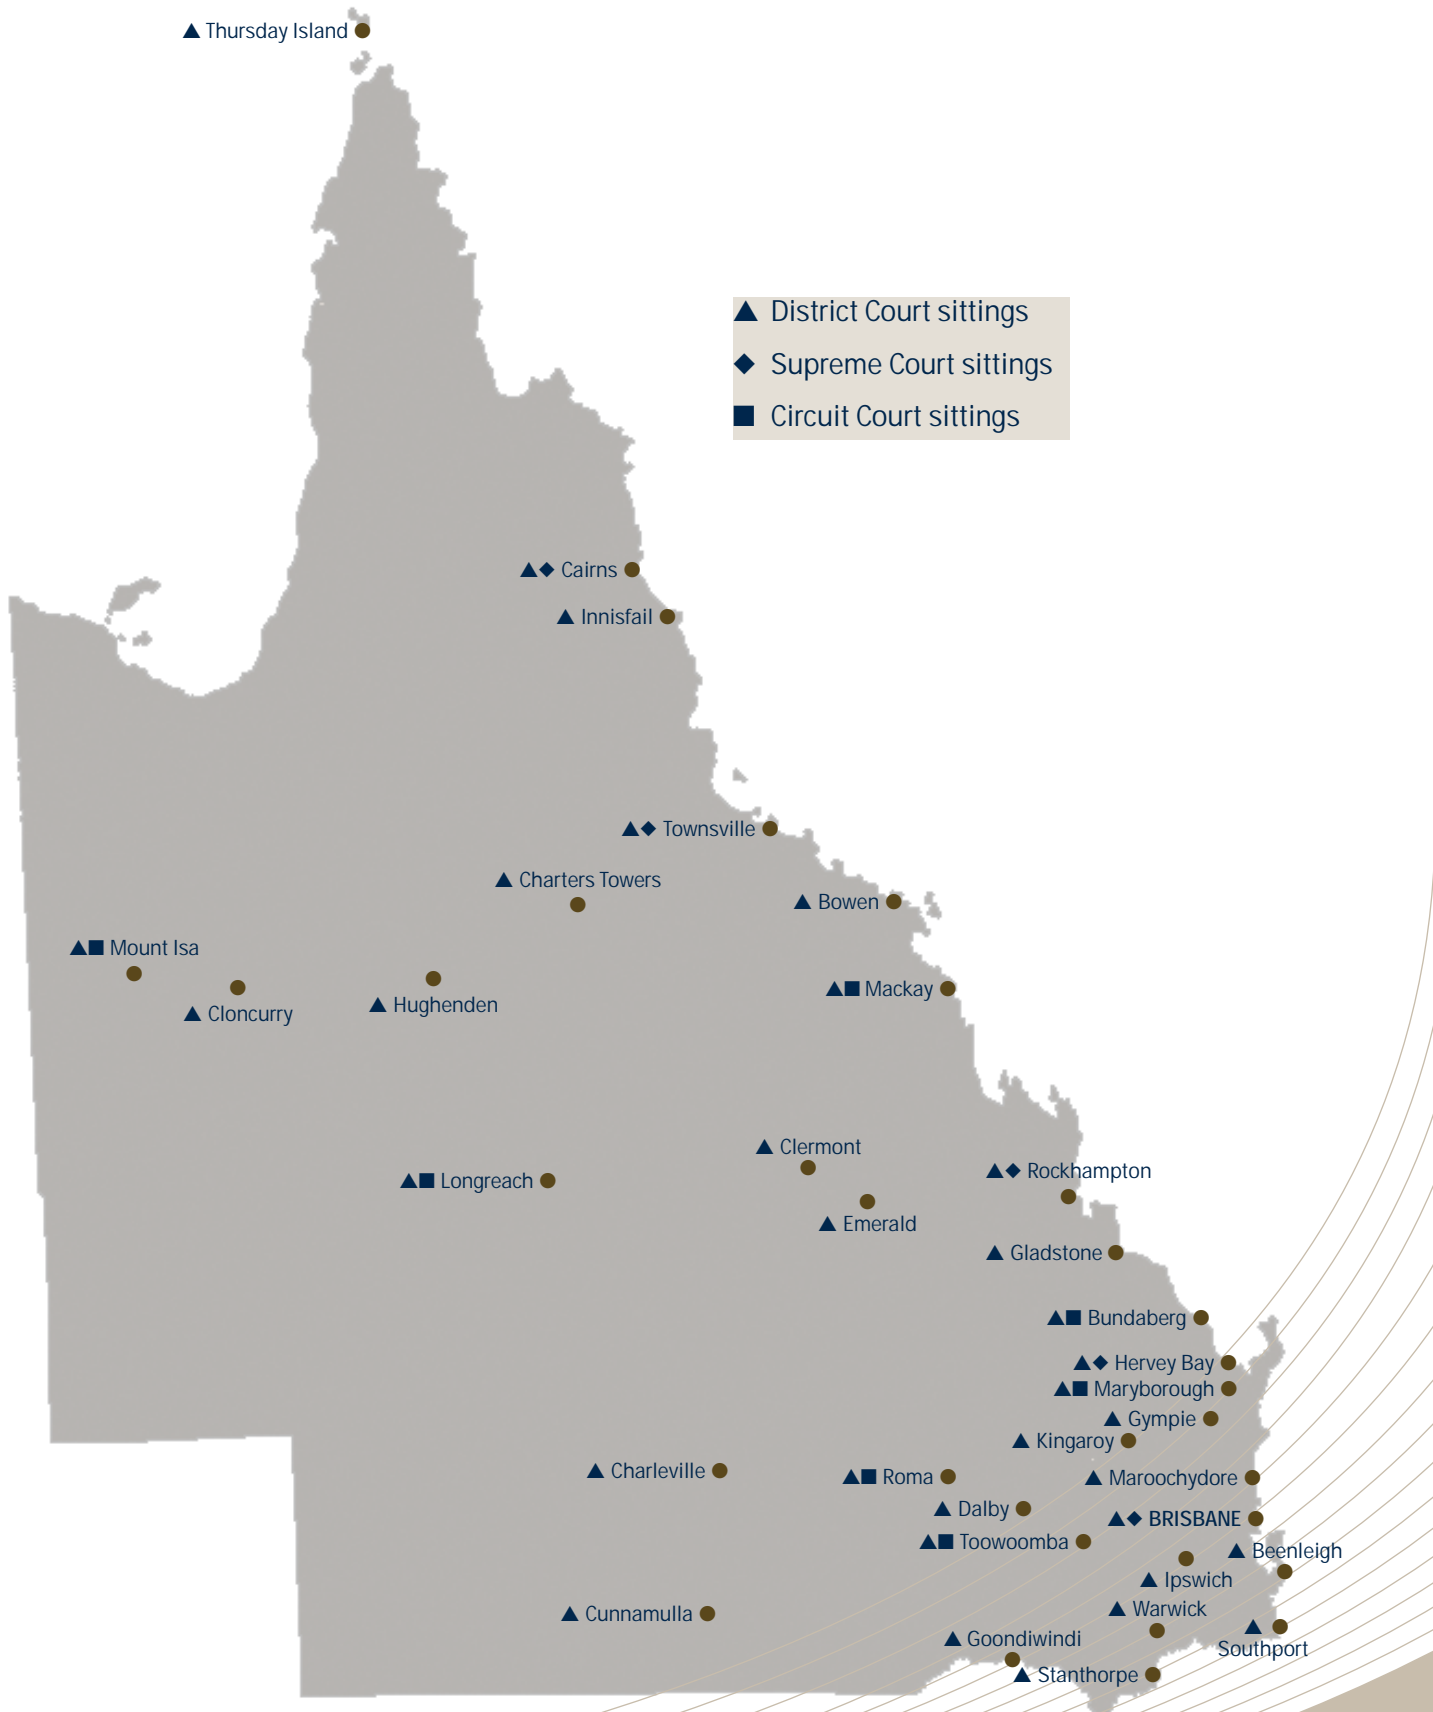 ▲ Thursday Island
▲ District Court sittings
◆ Supreme Court sittings
■ Circuit Court sittings
▲◆ Cairns
▲ Innisfail
▲◆ Townsville
▲ Charters Towers
▲ Bowen
▲■ Mount Isa
▲■ Mackay
▲ Hughenden
▲ Cloncurry
▲ Clermont
▲◆ Rockhampton
▲■ Longreach
▲ Emerald
▲ Gladstone
▲■ Bundaberg
▲◆ Hervey Bay
▲■ Maryborough
▲ Gympie
▲ Kingaroy
▲ Charleville
▲■ Roma
▲ Maroochydore
▲ Dalby
▲◆ BRISBANE
▲■ Toowoomba
▲ Beenleigh
▲ Ipswich
▲ Warwick
▲ Cunnamulla
▲ Goondiwindi
▲ Southport
▲ Stanthorpe